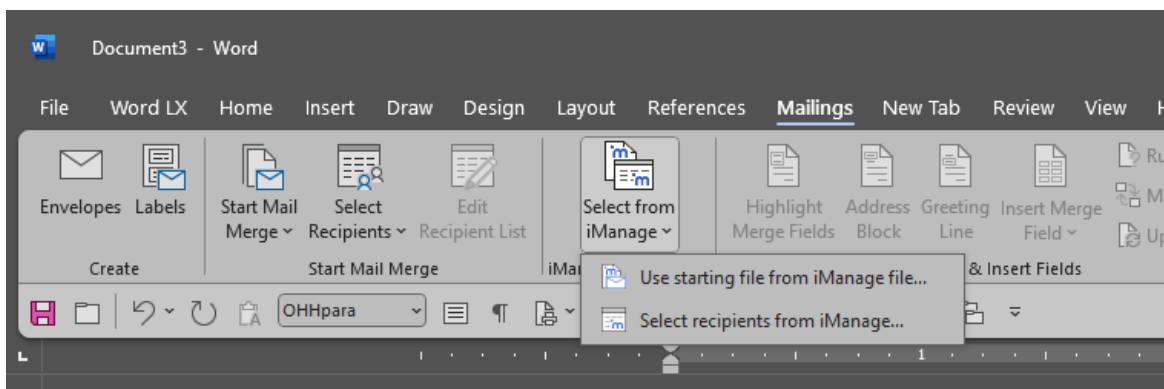 Document3 - Word
File Word LX Home Insert Draw Design Layout References Mailings New Tab Review View
Envelopes Labels Start Mail Merge Select Recipients Edit Recipient List Select from iManage Highlight Merge Fields Address Block Greeting Line Insert Merge Field
Create Start Mail Merge & Insert Fields
Use starting file from iManage file...
OHHpara
Select recipients from iManage...
1